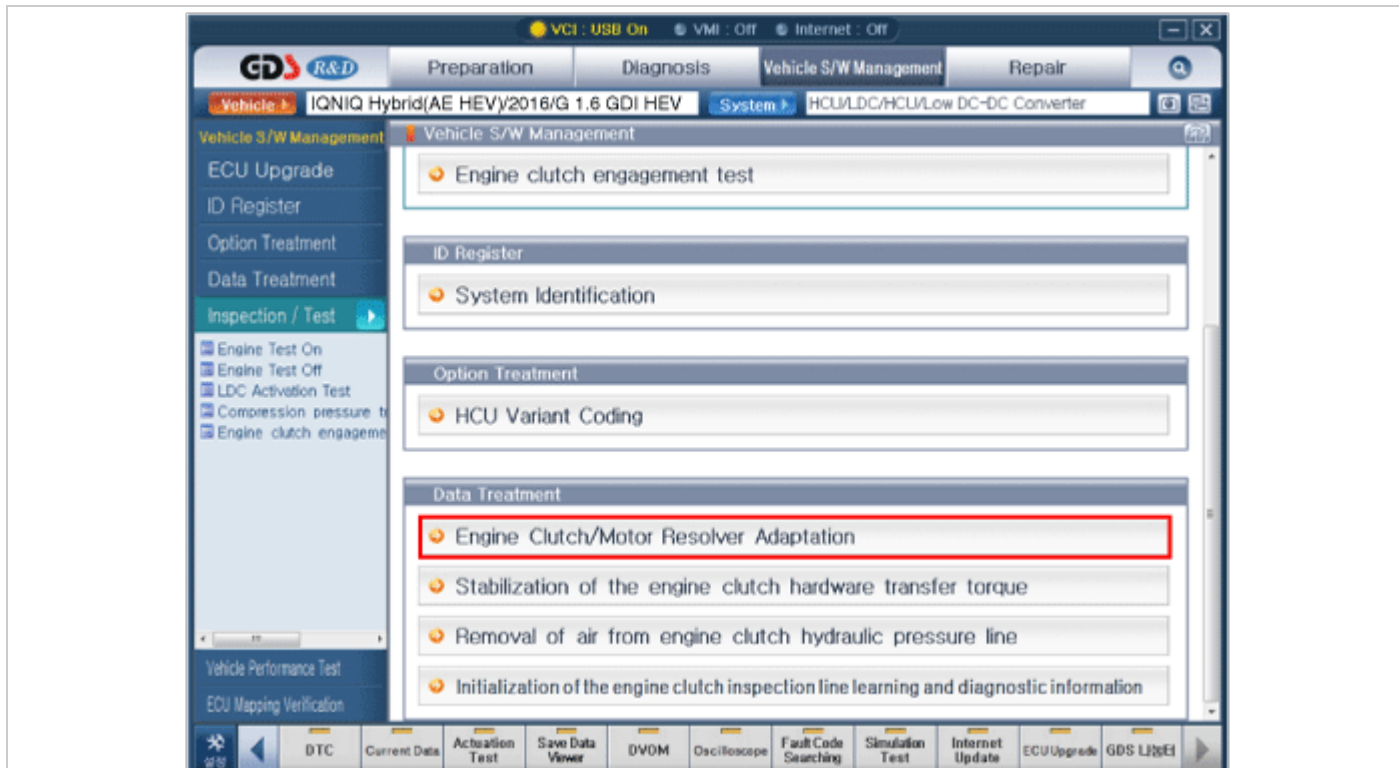 VCI : USB On VMI : Off Internet : Off
GDS R&D Preparation Diagnosis Vehicle S/W Management Repair
Vehicle IQNIQ Hybrid(AE HEV)/2016/G 1.6 GDI HEV System HCU/LDC/HCU/Low DC-DC Converter
Vehicle S/W Management
ECU Upgrade
ID Register
Option Treatment
Data Treatment
Inspection / Test
Engine Test On
Engine Test Off
LDC Activation Test
Compression pressure t
Engine clutch engageme
Vehicle Performance Test
ECU Mapping Verification
Vehicle S/W Management
Engine clutch engagement test
ID Register
System Identification
Option Treatment
HCU Variant Coding
Data Treatment
Engine Clutch/Motor Resolver Adaptation
Stabilization of the engine clutch hardware transfer torque
Removal of air from engine clutch hydraulic pressure line
Initialization of the engine clutch inspection line learning and diagnostic information
설정 DTC Current Data Actuation Test Save Data Viewer DVOM Oscilloscope Fault Code Searching Simulation Test Internet Update ECU Upgrade GDS